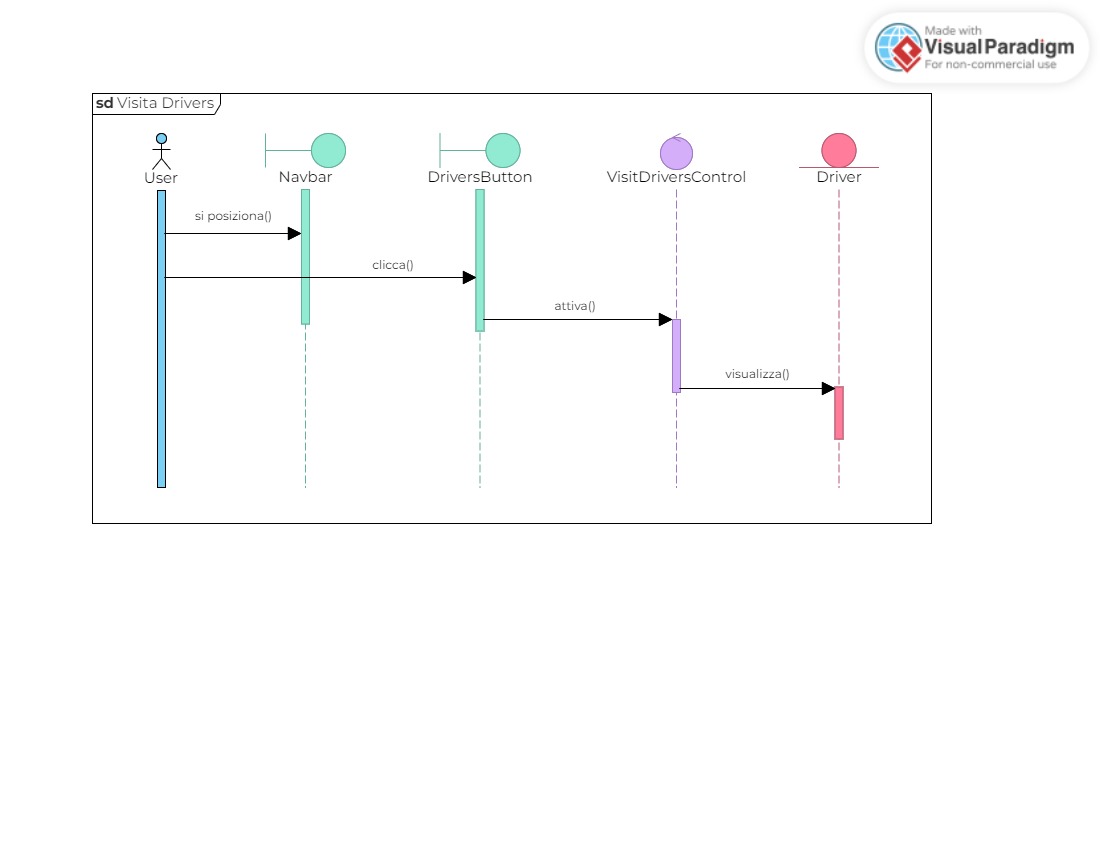 Made with
Visual Paradigm
For non-commercial use
sd Visita Drivers
User
Navbar
DriversButton
VisitDriversControl
Driver
si posiziona()
clicca()
attiva()
visualizza()